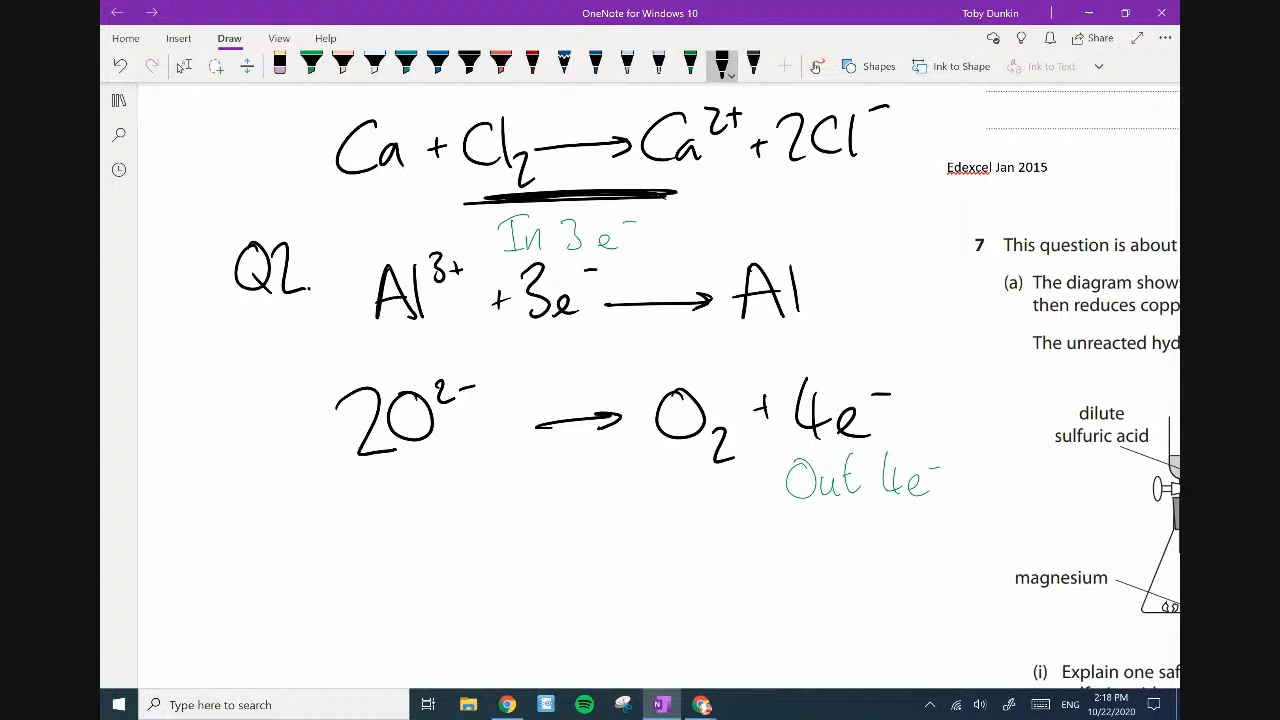 OneNote for Windows 10
Toby Dunkin
Home Insert Draw View Help
Share
Shapes Ink to Shape Ink to Text
Ca + Cl₂ → Ca²⁺ + 2Cl⁻
Edexcel Jan 2015
In 3 e⁻
Q2. Al³⁺ + 3e⁻ → Al
7 This question is about
(a) The diagram shows
then reduces copp
The unreacted hyd
2O²⁻ → O₂ + 4e⁻
Out 4e⁻
dilute
sulfuric acid
magnesium
(i) Explain one saf
Type here to search
ENG
2:18 PM
10/22/2020